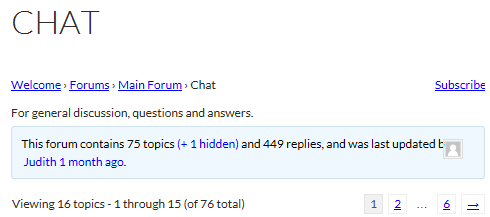 CHAT
Welcome › Forums › Main Forum › Chat
Subscribe
For general discussion, questions and answers.
This forum contains 75 topics (+ 1 hidden) and 449 replies, and was last updated
Judith 1 month ago.
Viewing 16 topics - 1 through 15 (of 76 total)
1 2 … 6 →